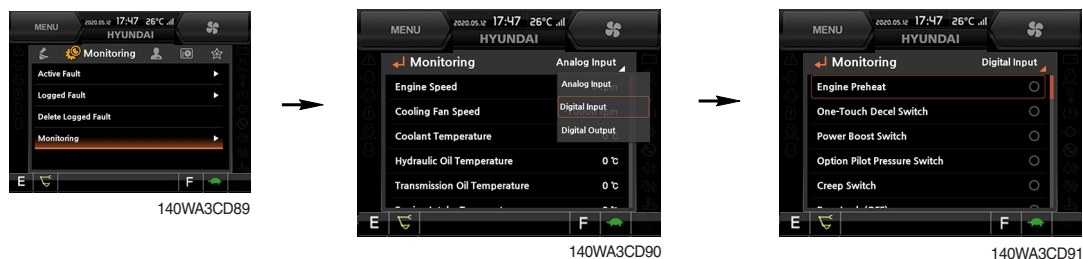 MENU
2020.05.12 17:47 26°C
HYUNDAI
Monitoring
Active Fault
Logged Fault
Delete Logged Fault
Monitoring
E
F
140WA3CD89
MENU
2020.05.12 17:47 26°C
HYUNDAI
Monitoring
Analog Input
Engine Speed
Analog Input
Cooling Fan Speed
Digital Input
Coolant Temperature
Digital Output
Hydraulic Oil Temperature 0 ℃
Transmission Oil Temperature 0 ℃
E
F
140WA3CD90
MENU
2020.05.12 17:47 26°C
HYUNDAI
Monitoring
Digital Input
Engine Preheat
One-Touch Decel Switch
Power Boost Switch
Option Pilot Pressure Switch
Creep Switch
E
F
140WA3CD91